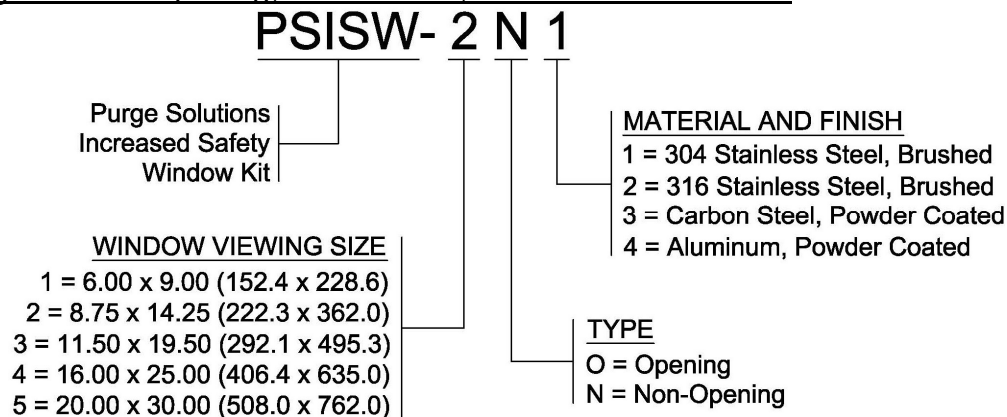 PSISW- 2 N 1
Purge Solutions
Increased Safety
Window Kit
MATERIAL AND FINISH
1 = 304 Stainless Steel, Brushed
2 = 316 Stainless Steel, Brushed
3 = Carbon Steel, Powder Coated
4 = Aluminum, Powder Coated
WINDOW VIEWING SIZE
1 = 6.00 x 9.00 (152.4 x 228.6)
2 = 8.75 x 14.25 (222.3 x 362.0)
3 = 11.50 x 19.50 (292.1 x 495.3)
4 = 16.00 x 25.00 (406.4 x 635.0)
5 = 20.00 x 30.00 (508.0 x 762.0)
TYPE
O = Opening
N = Non-Opening